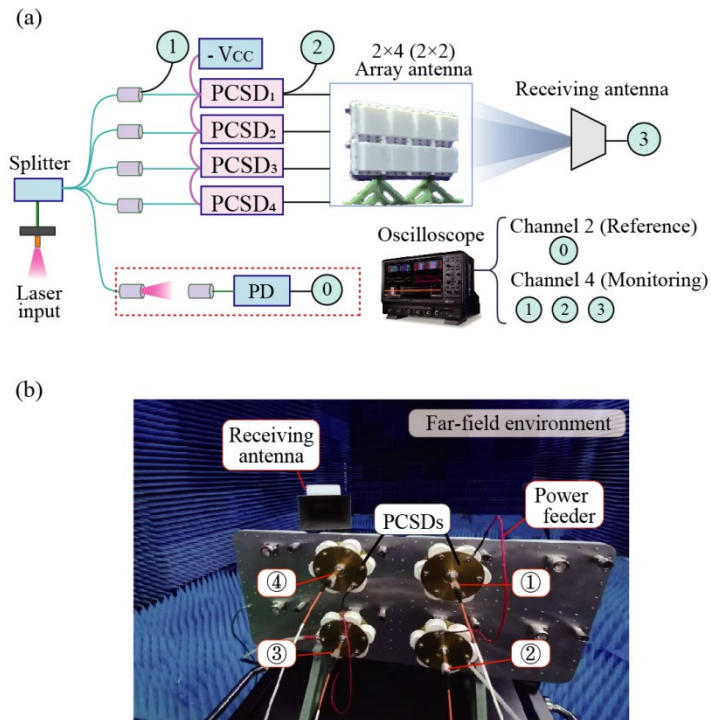 (a)
1
- VCC
2
2×4 (2×2)
Array antenna
Receiving antenna
PCSD₁
PCSD₂
PCSD₃
PCSD₄
3
Splitter
Laser
input
PD
0
Oscilloscope
Channel 2 (Reference)
0
Channel 4 (Monitoring)
1 2 3
(b)
Far-field environment
Receiving
antenna
PCSDs
Power
feeder
④
①
③
②